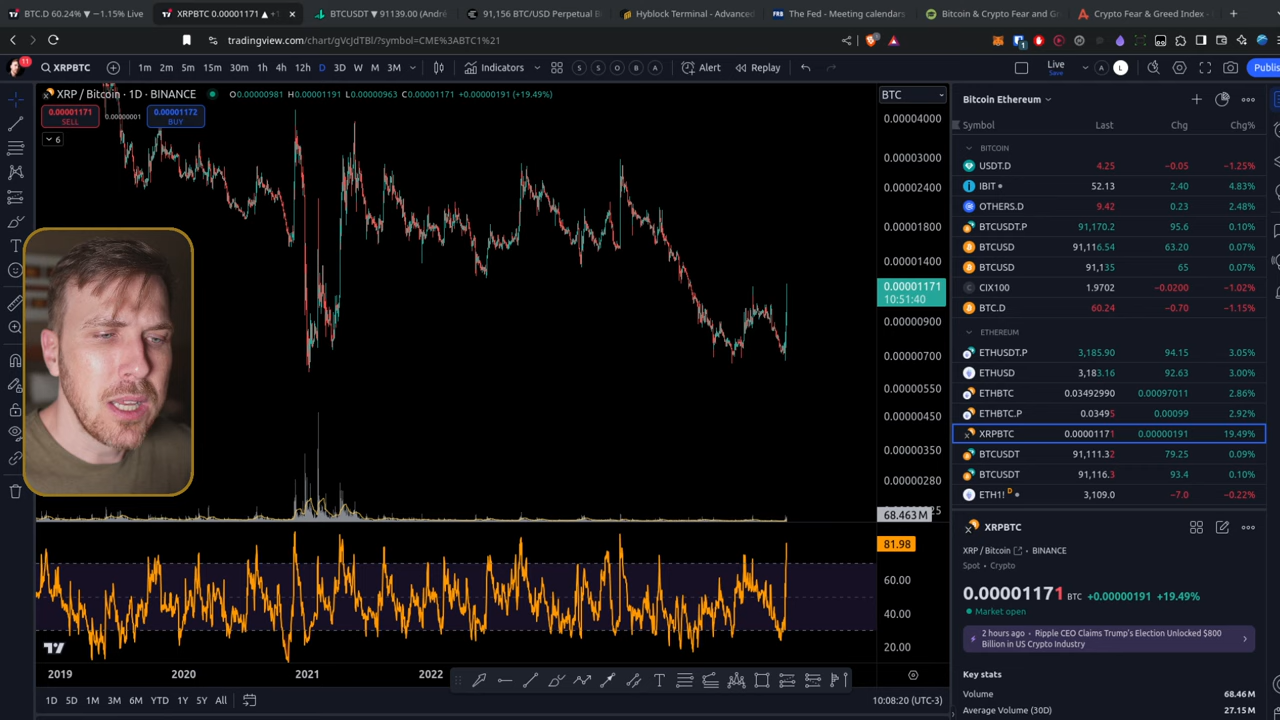 BTC.D 60.24 ▼ −1.15% Live
XRPBTC 0.00001171 ▲ +1
BTCUSDT ▼ 91139.00 (André
91,156 BTC/USD Perpetual B
Hyblock Terminal - Advanced
The Fed - Meeting calendars
Bitcoin & Crypto Fear and Gr
Crypto Fear & Greed Index -
tradingview.com/chart/gVcJdTBl/?symbol=CME%3ABTC1%21
11
XRPBTC
1m 2m 5m 15m 30m 1h 4h 12h D 3D W M 3M
Indicators
S S O B A
Alert
Replay
Live
Save
A L
Publis
XRP / Bitcoin · 1D · BINANCE
O0.00000981 H0.00001191 L0.00000963 C0.00001171 +0.00000191 (+19.49%)
0.00001171
SELL
0.00000001
0.00001172
BUY
6
BTC
0.00004000
0.00003000
0.00002400
0.00001800
0.00001400
0.00001171
10:51:40
0.00000900
0.00000700
0.00000550
0.00000450
0.00000350
0.00000280
68.463M
81.98
60.00
40.00
20.00
2019 2020 2021 2022
1D 5D 1M 3M 6M YTD 1Y 5Y All
10:08:20 (UTC-3)
Bitcoin Ethereum
Symbol Last Chg Chg%
BITCOIN
USDT.D 4.25 −0.05 −1.25%
IBIT 52.13 2.40 4.83%
OTHERS.D 9.42 0.23 2.48%
BTCUSDT.P 91,170.2 95.6 0.10%
BTCUSD 91,116.54 63.20 0.07%
BTCUSD 91,135 65 0.07%
CIX100 1.9702 −0.0200 −1.02%
BTC.D 60.24 −0.70 −1.15%
ETHEREUM
ETHUSDT.P 3,185.90 94.15 3.05%
ETHUSD 3,183.16 92.63 3.00%
ETHBTC 0.03492990 0.00097011 2.86%
ETHBTC.P 0.03495 0.00099 2.92%
XRPBTC 0.00001171 0.00000191 19.49%
BTCUSDT 91,111.32 79.25 0.09%
BTCUSDT 91,116.3 93.4 0.10%
ETH1! D 3,109.0 −7.0 −0.22%
XRPBTC
XRP / Bitcoin · BINANCE
Spot · Crypto
0.00001171 BTC +0.00000191 +19.49%
Market open
2 hours ago · Ripple CEO Claims Trump's Election Unlocked $800
Billion in US Crypto Industry
Key stats
Volume 68.46 M
Average Volume (30D) 27.15 M